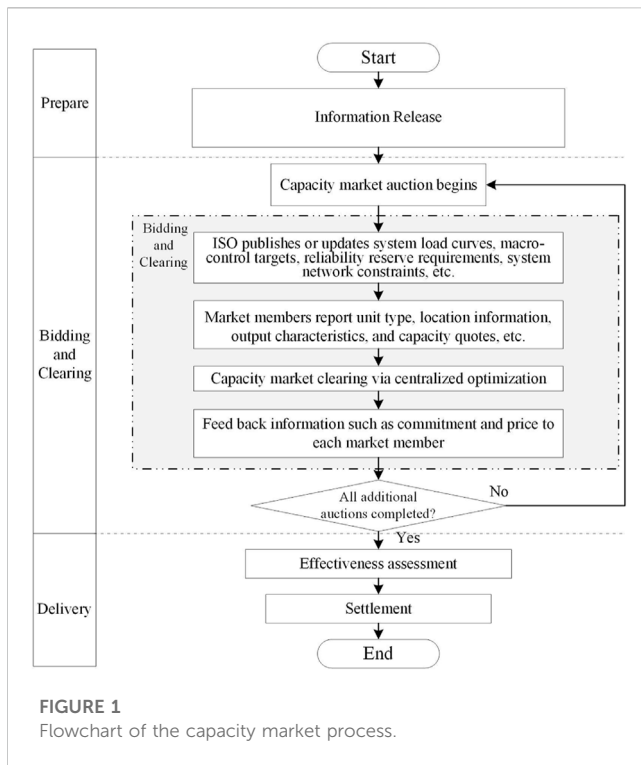 Start
Prepare
Information Release
Capacity market auction begins
Bidding
and
Clearing
Bidding
and
Clearing
ISO publishes or updates system load curves, macro-
control targets, reliability reserve requirements, system
network constraints, etc.
Market members report unit type, location information,
output characteristics, and capacity quotes, etc.
Capacity market clearing via centralized optimization
Feed back information such as commitment and price to
each market member
All additional
auctions completed?
No
Yes
Delivery
Effectiveness assessment
Settlement
End
FIGURE 1
Flowchart of the capacity market process.